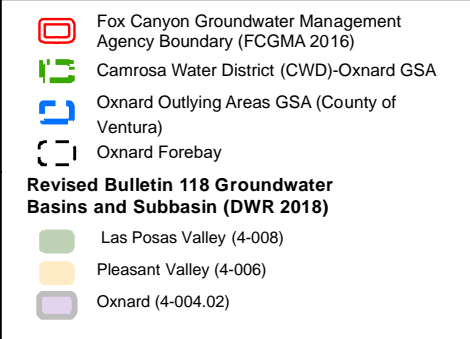 Fox Canyon Groundwater Management
Agency Boundary (FCGMA 2016)
Camrosa Water District (CWD)-Oxnard GSA
Oxnard Outlying Areas GSA (County of
Ventura)
Oxnard Forebay
Revised Bulletin 118 Groundwater
Basins and Subbasin (DWR 2018)
Las Posas Valley (4-008)
Pleasant Valley (4-006)
Oxnard (4-004.02)